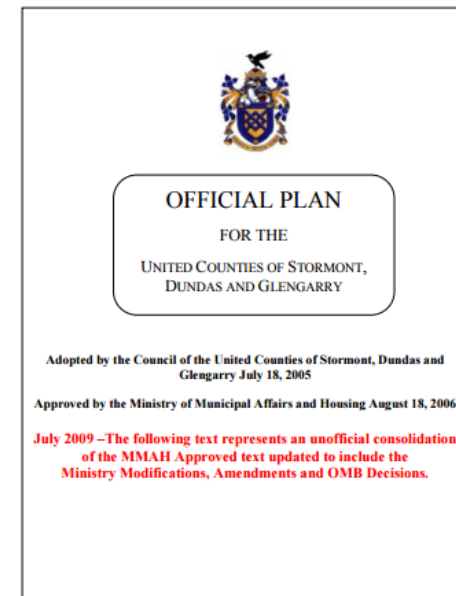 OFFICIAL PLAN
FOR THE
UNITED COUNTIES OF STORMONT,
DUNDAS AND GLENGARRY
Adopted by the Council of the United Counties of Stormont, Dundas and
Glengarry July 18, 2005
Approved by the Ministry of Municipal Affairs and Housing August 18, 2006
July 2009 –The following text represents an unofficial consolidation
of the MMAH Approved text updated to include the
Ministry Modifications, Amendments and OMB Decisions.